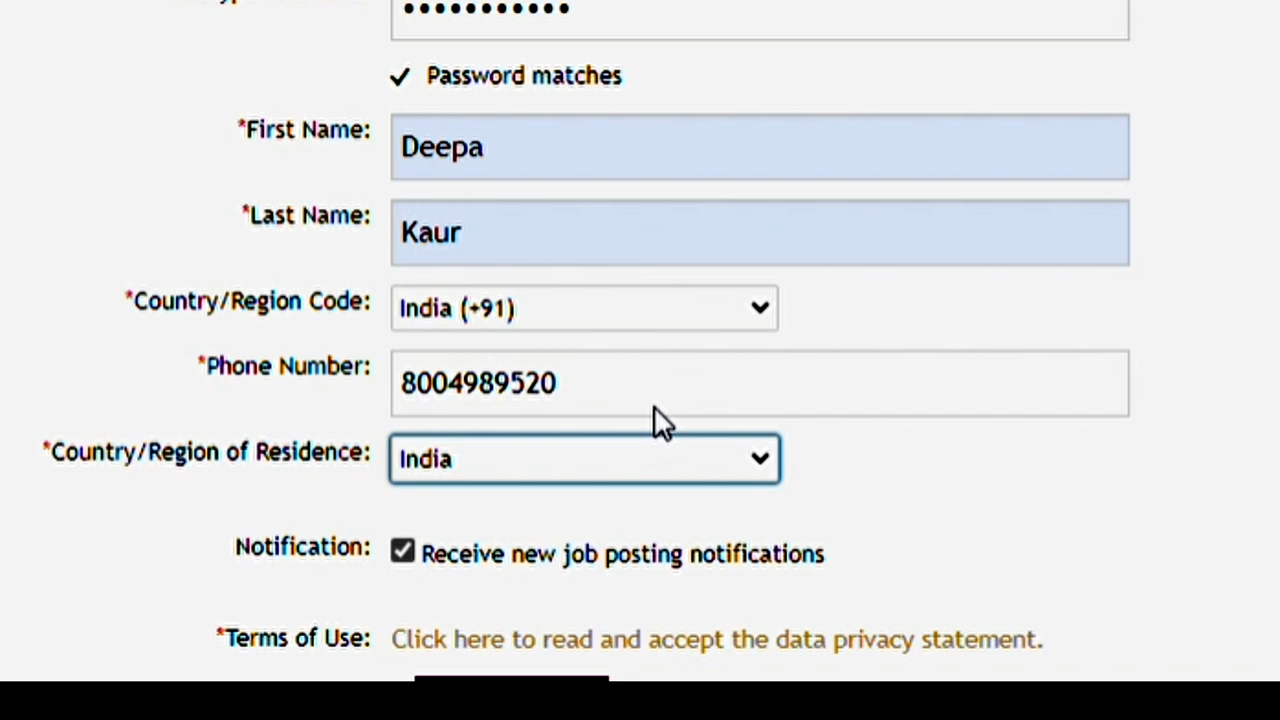 •••••••••••
✓ Password matches
*First Name: Deepa
*Last Name: Kaur
*Country/Region Code: India (+91)
*Phone Number: 8004989520
*Country/Region of Residence: India
Notification: Receive new job posting notifications
*Terms of Use: Click here to read and accept the data privacy statement.